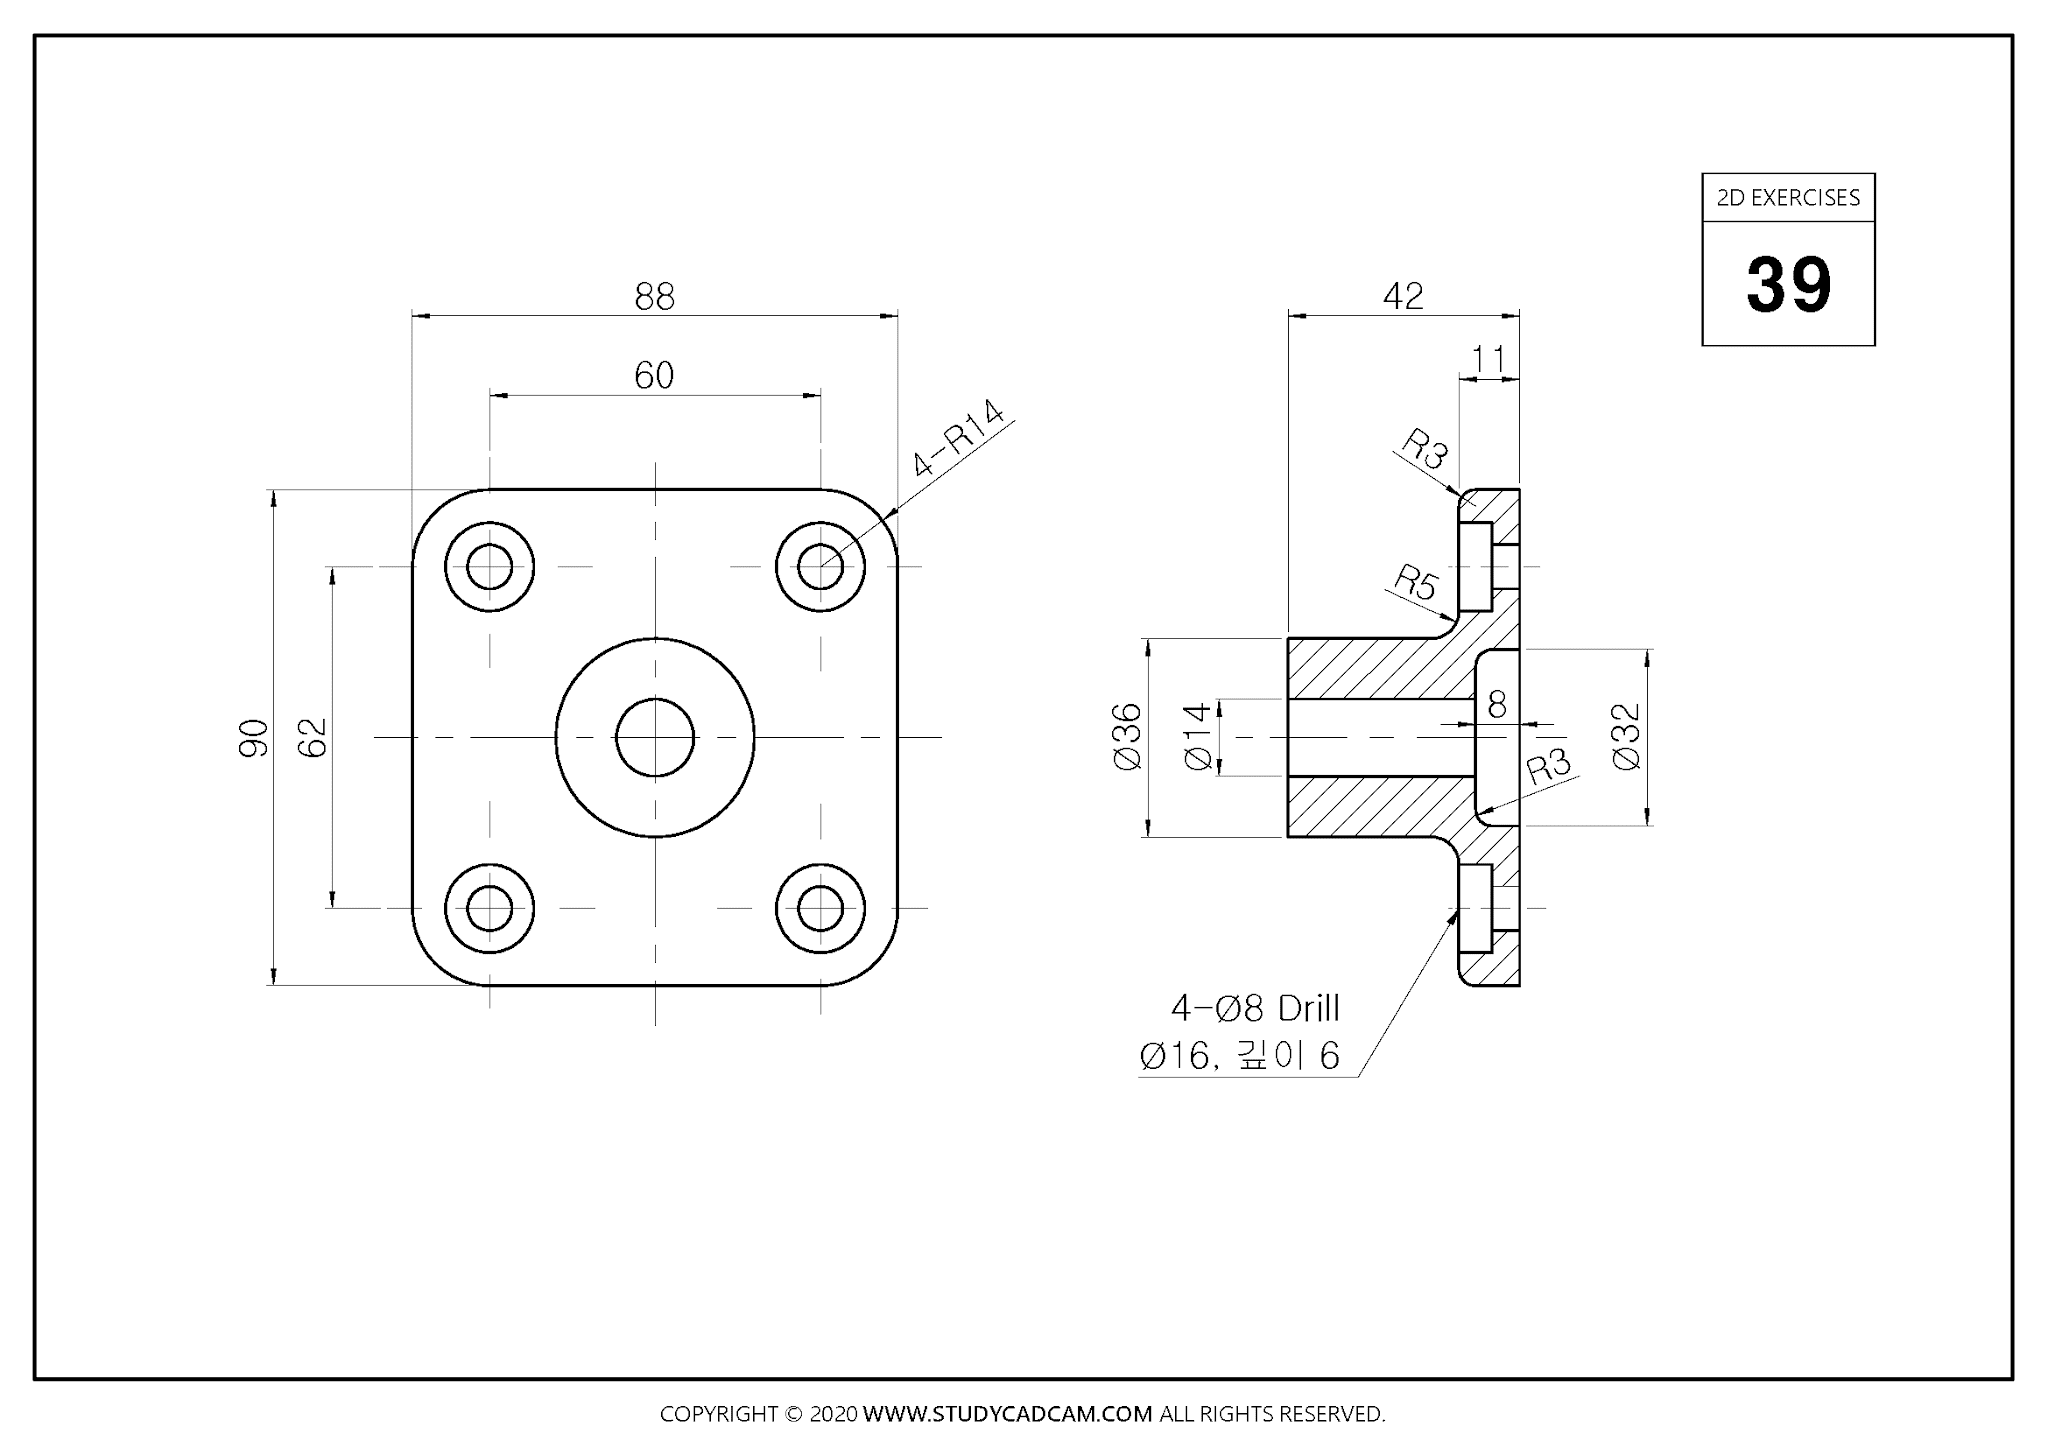 2D EXERCISES
39
88
42
60
11
4-R14
R3
R5
90
62
Ø36
Ø14
8
Ø32
R3
4-Ø8 Drill
Ø16, 깊이 6
COPYRIGHT © 2020 WWW.STUDYCADCAM.COM ALL RIGHTS RESERVED.